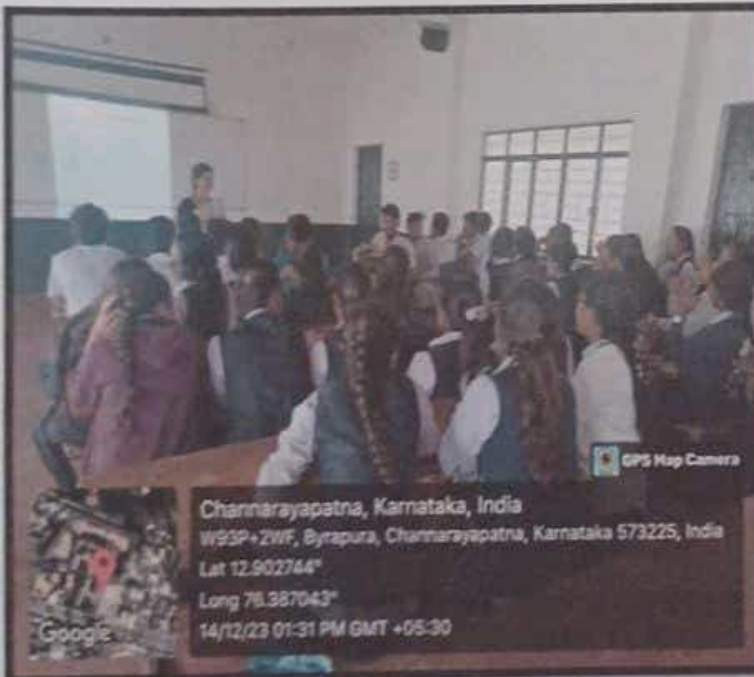 GPS Map Camera
Channarayapatna, Karnataka, India
W93P+2WF, Byrapura, Channarayapatna, Karnataka 573225, India
Lat 12.902744°
Long 76.387043°
14/12/23 01:31 PM GMT +05:30
Google